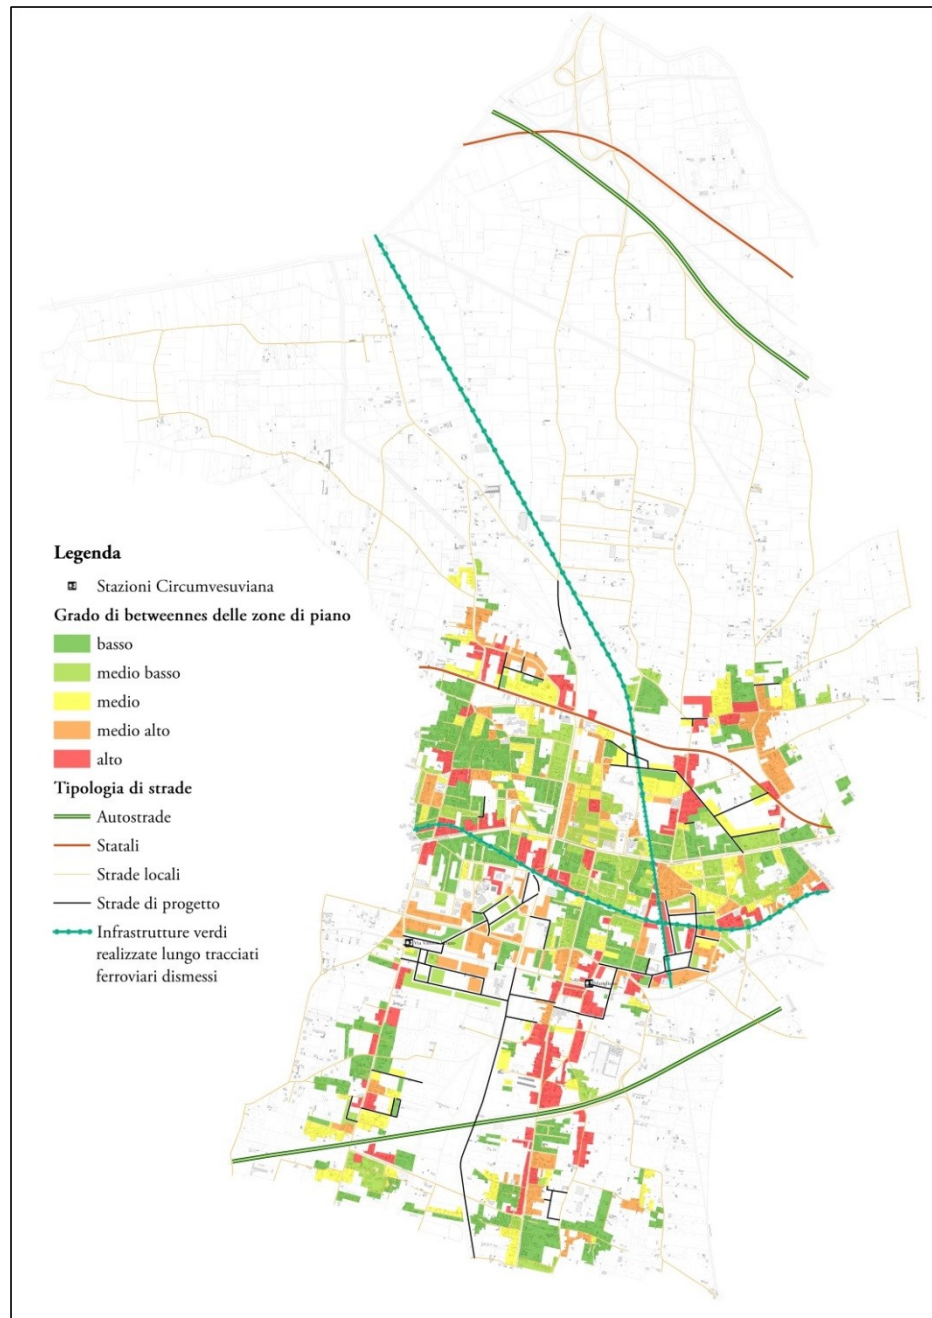 Legenda
Stazioni Circumvesuviana
Grado di betweennes delle zone di piano
basso
medio basso
medio
medio alto
alto
Tipologia di strade
Autostrade
Statali
Strade locali
Strade di progetto
Infrastrutture verdi
realizzate lungo tracciati
ferroviari dismessi